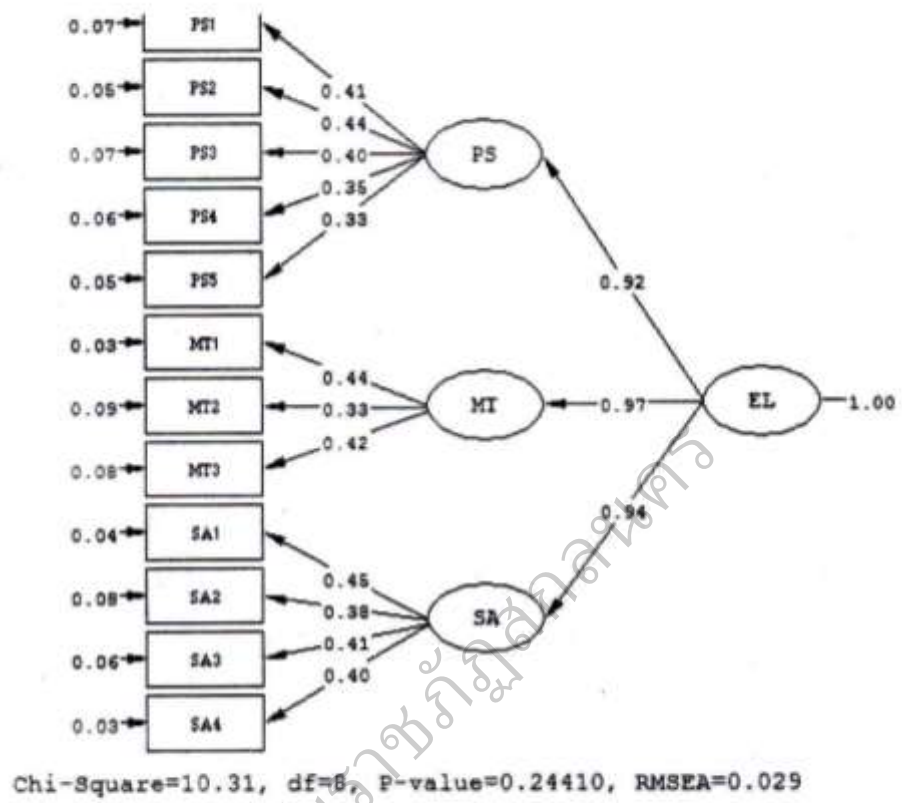 0.07 PS1
0.41
0.05 PS2
0.44
0.07 PS3 0.40 PS
0.35
0.06 PS4
0.33
0.05 PS5
0.92
0.03 MT1
0.44
0.09 MT2 0.33 MT 0.97 EL 1.00
0.42
0.08 MT3
0.94
0.04 SA1
0.45
0.08 SA2
0.38
SA
0.41
0.06 SA3
0.40
0.03 SA4
Chi-Square=10.31, df=8, P-value=0.24410, RMSEA=0.029